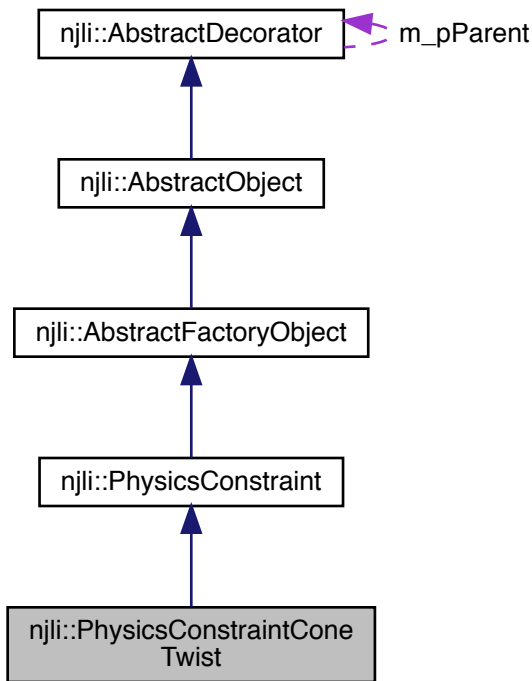 njli::AbstractDecorator
m_pParent
njli::AbstractObject
njli::AbstractFactoryObject
njli::PhysicsConstraint
njli::PhysicsConstraintCone
Twist